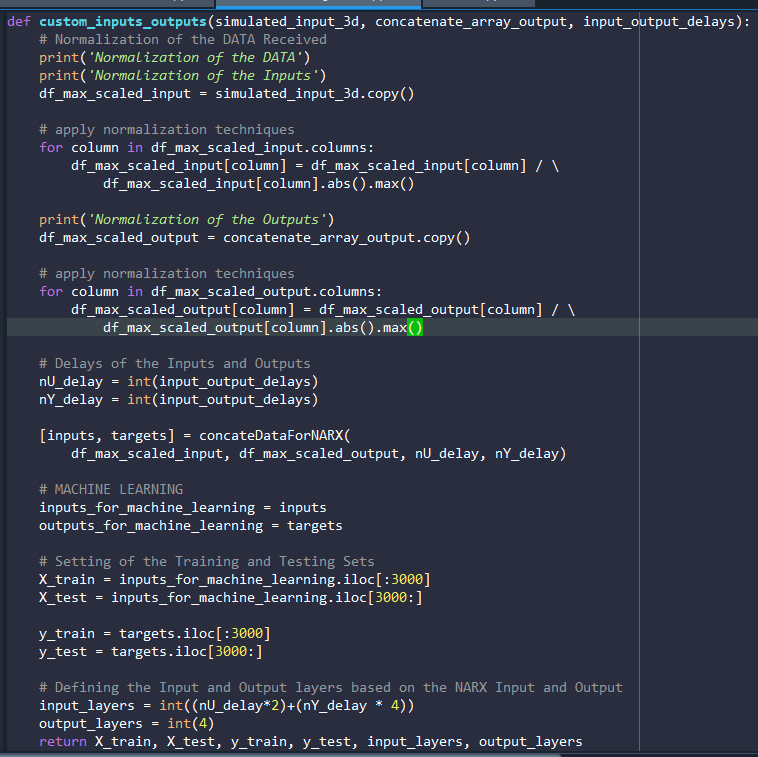 def custom_inputs_outputs(simulated_input_3d, concatenate_array_output, input_output_delays):
    # Normalization of the DATA Received
    print('Normalization of the DATA')
    print('Normalization of the Inputs')
    df_max_scaled_input = simulated_input_3d.copy()

    # apply normalization techniques
    for column in df_max_scaled_input.columns:
        df_max_scaled_input[column] = df_max_scaled_input[column] / \
            df_max_scaled_input[column].abs().max()

    print('Normalization of the Outputs')
    df_max_scaled_output = concatenate_array_output.copy()

    # apply normalization techniques
    for column in df_max_scaled_output.columns:
        df_max_scaled_output[column] = df_max_scaled_output[column] / \
            df_max_scaled_output[column].abs().max()

    # Delays of the Inputs and Outputs
    nU_delay = int(input_output_delays)
    nY_delay = int(input_output_delays)

    [inputs, targets] = concateDataForNARX(
        df_max_scaled_input, df_max_scaled_output, nU_delay, nY_delay)

    # MACHINE LEARNING
    inputs_for_machine_learning = inputs
    outputs_for_machine_learning = targets

    # Setting of the Training and Testing Sets
    X_train = inputs_for_machine_learning.iloc[:3000]
    X_test = inputs_for_machine_learning.iloc[3000:]

    y_train = targets.iloc[:3000]
    y_test = targets.iloc[3000:]

    # Defining the Input and Output layers based on the NARX Input and Output
    input_layers = int((nU_delay*2)+(nY_delay * 4))
    output_layers = int(4)
    return X_train, X_test, y_train, y_test, input_layers, output_layers